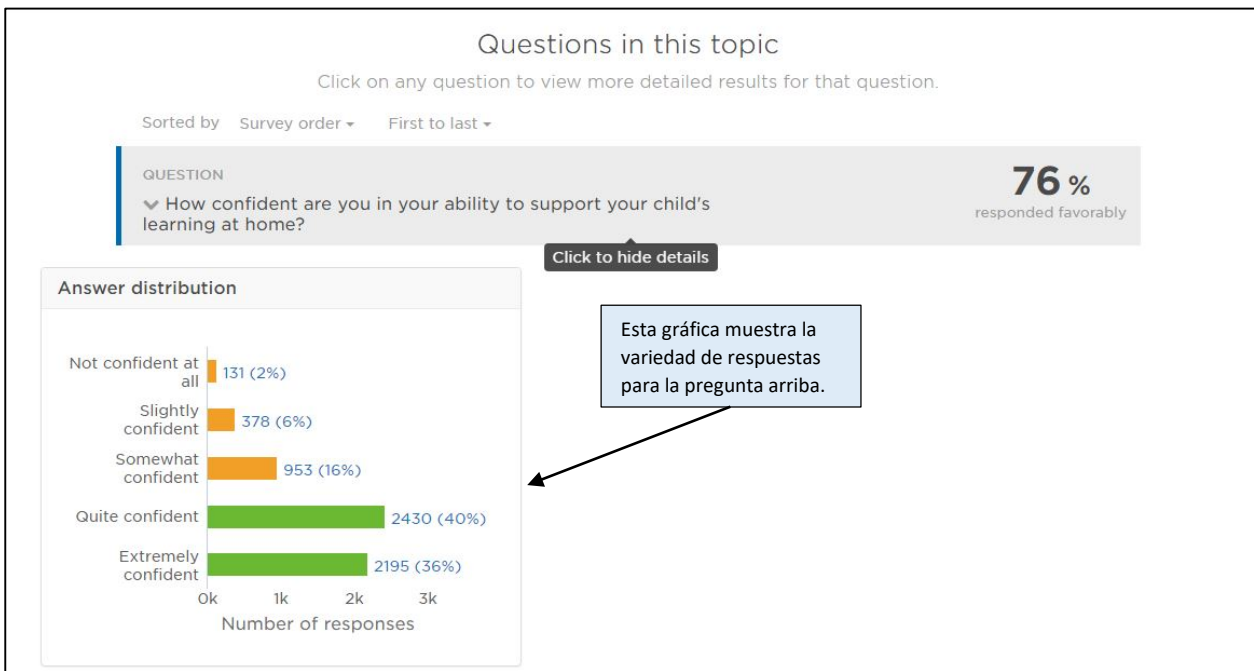 Questions in this topic
Click on any question to view more detailed results for that question.
Sorted by Survey order First to last
QUESTION
How confident are you in your ability to support your child's
learning at home?
76 %
responded favorably
Click to hide details
Answer distribution
Esta gráfica muestra la
variedad de respuestas
para la pregunta arriba.
Not confident at
all
131 (2%)
Slightly
confident
378 (6%)
Somewhat
confident
953 (16%)
Quite confident
2430 (40%)
Extremely
confident
2195 (36%)
0k 1k 2k 3k
Number of responses